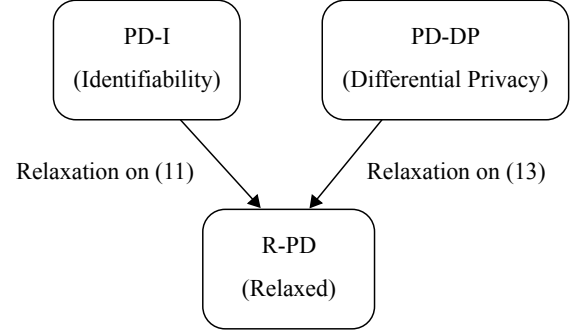 PD-I
(Identifiability)
PD-DP
(Differential Privacy)
Relaxation on (11)
Relaxation on (13)
R-PD
(Relaxed)